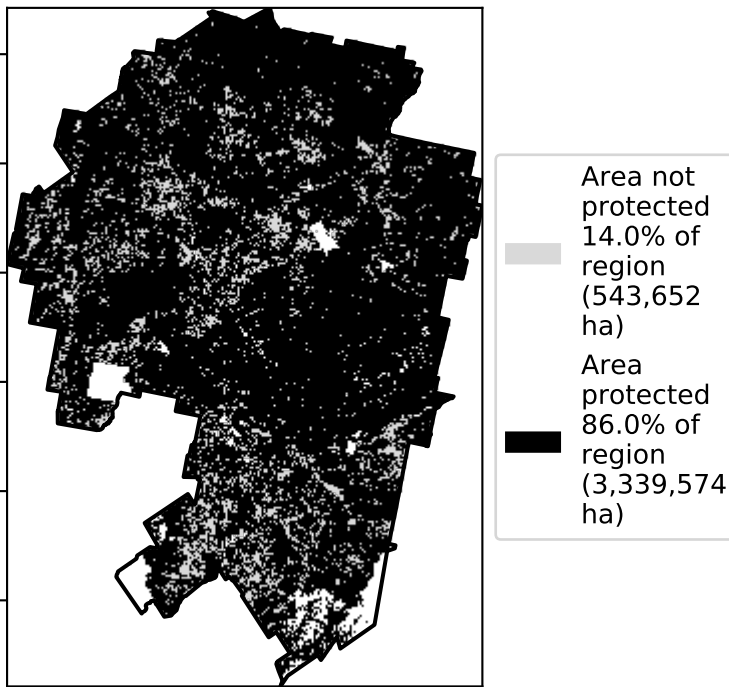 Area not
protected
14.0% of
region
(543,652
ha)
Area
protected
86.0% of
region
(3,339,574
ha)